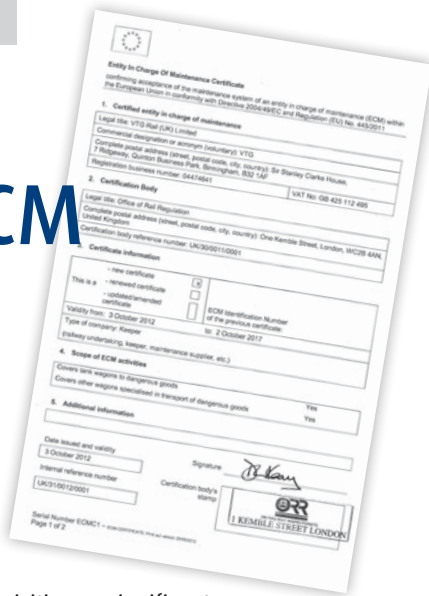 Entity In Charge Of Maintenance Certificate
confirming acceptance of the maintenance system of an entity in charge of maintenance (ECM) within
the European Union in conformity with Directive 2004/49/EC and Regulation (EU) No. 445/2011
1. Certified entity in charge of maintenance
Legal title: VTG Rail (UK) Limited
Commercial designation or acronym (voluntary): VTG
Complete postal address (street, postal code, city, country): Sir Stanley Clarke House,
7 Ridgeway, Quinton Business Park, Birmingham, B32 1AF
Registration business number: 04474641
VAT No: GB 425 112 495
2. Certification Body
Legal title: Office of Rail Regulation
Complete postal address (street, postal code, city, country): One Kemble Street, London, WC2B 4AN,
United Kingdom
Certification body reference number: UK/30/0011/0001
CM
3. Certificate information
This is a
- new certificate
x
- renewed certificate
- updated/amended
certificate
ECM Identification Number
of the previous certificate:
Validity from: 3 October 2012
to: 2 October 2017
Type of company: Keeper
(railway undertaking, keeper, maintenance supplier, etc.)
4. Scope of ECM activities
Covers tank wagons to dangerous goods
Yes
Covers other wagons specialised in transport of dangerous goods
Yes
5. Additional information
Date issued and validity
3 October 2012
Internal reference number
UK/31/0012/0001
Signature
Certification body's
stamp
ORR
1 KEMBLE STREET LONDON
Serial Number ECMC1 –
Page 1 of 2